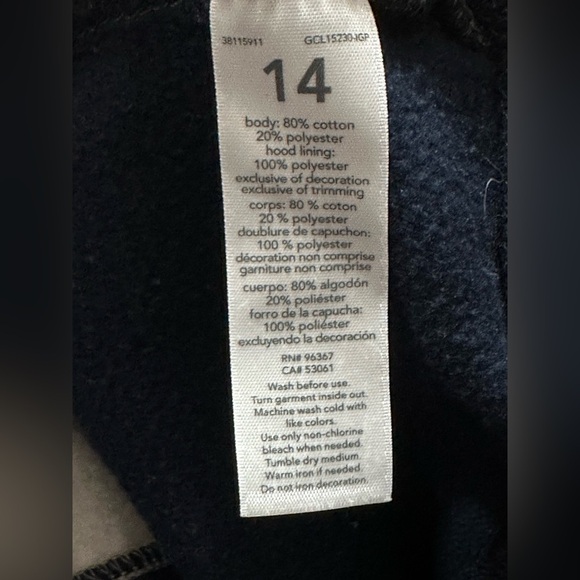 38115911 GCL15230-IGP
14
body: 80% cotton
20% polyester
hood lining:
100% polyester
exclusive of decoration
exclusive of trimming
corps: 80 % coton
20 % polyester
doublure de capuchon:
100 % polyester
décoration non comprise
garniture non comprise
cuerpo: 80% algodón
20% poliéster
forro de la capucha:
100% poliéster
excluyendo la decoración
RN# 96367
CA# 53061
Wash before use.
Turn garment inside out.
Machine wash cold with
like colors.
Use only non-chlorine
bleach when needed.
Tumble dry medium.
Warm iron if needed.
Do not iron decoration.